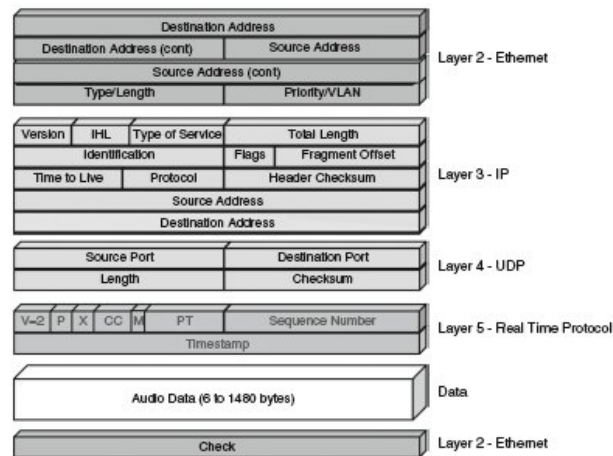 Destination Address
Destination Address (cont) Source Address
Layer 2 - Ethernet
Source Address (cont)
Type/Length Priority/VLAN
Version IHL Type of Service Total Length
Identification Flags Fragment Offset
Time to Live Protocol Header Checksum
Layer 3 - IP
Source Address
Destination Address
Source Port Destination Port
Layer 4 - UDP
Length Checksum
V=2 P X CC M PT Sequence Number
Layer 5 - Real Time Protocol
Timestamp
Audio Data (6 to 1480 bytes)
Data
Check
Layer 2 - Ethernet